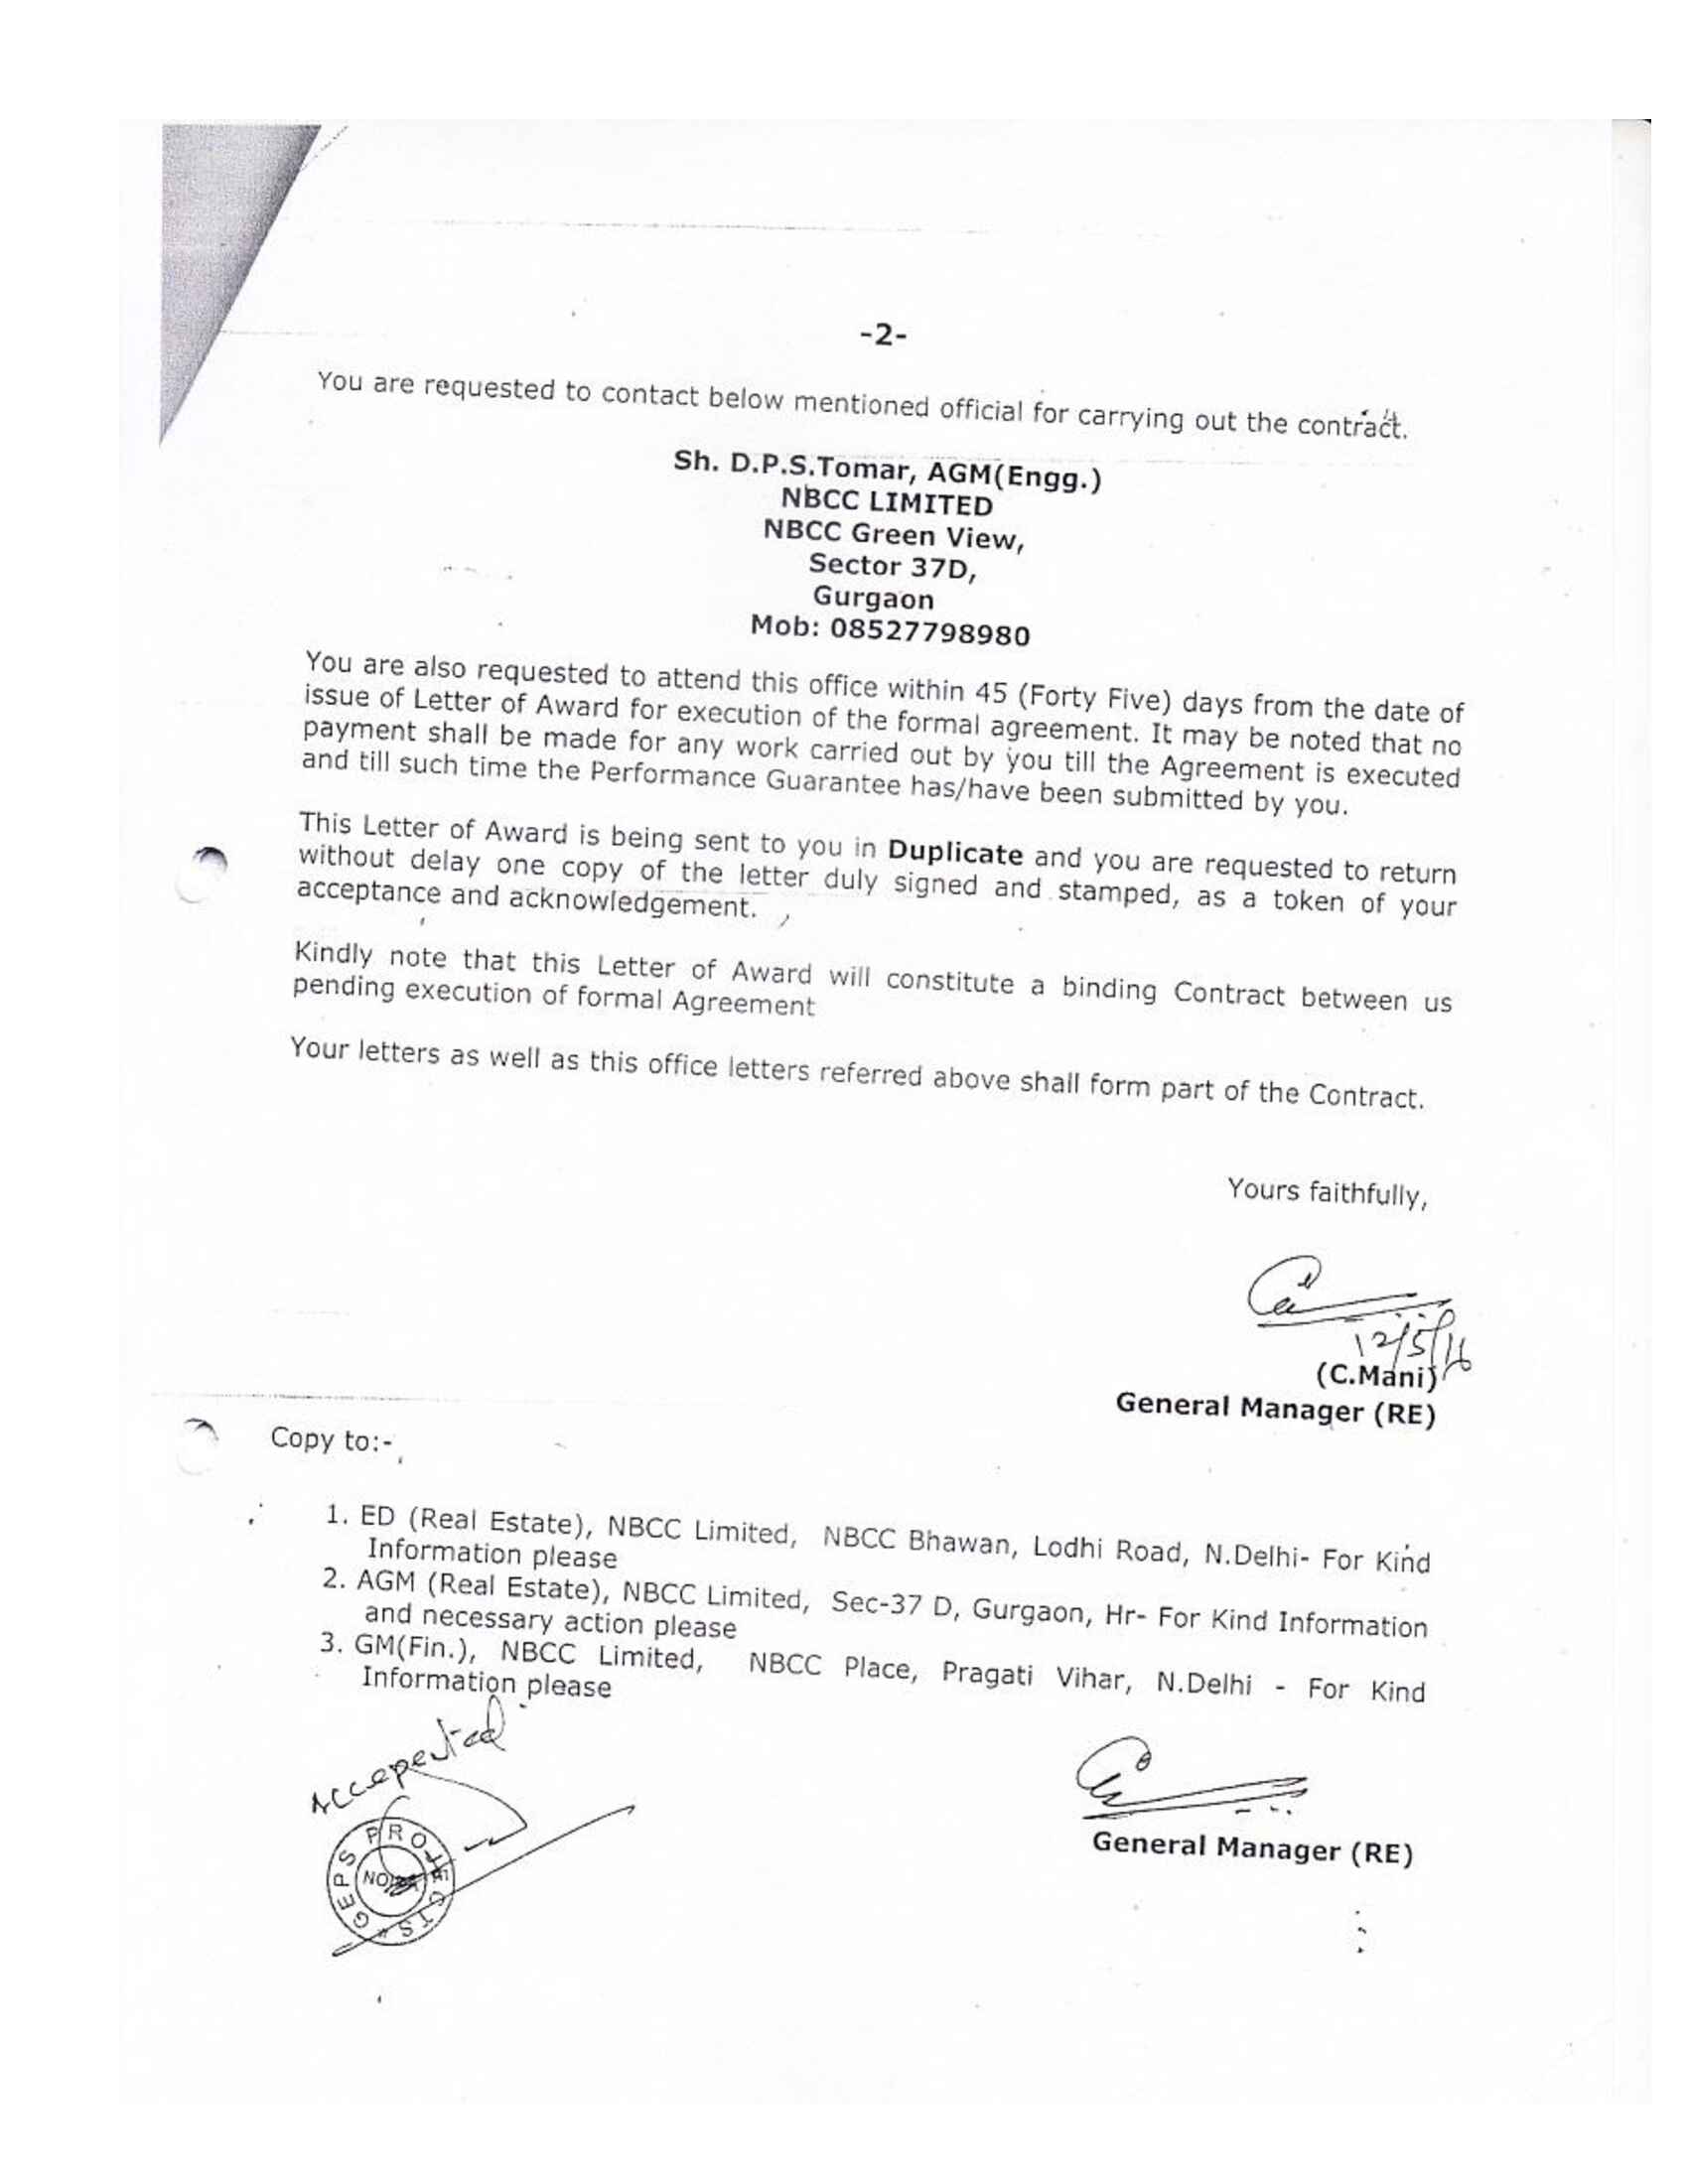 -2-
You are requested to contact below mentioned official for carrying out the contract.
Sh. D.P.S.Tomar, AGM(Engg.)
NBCC LIMITED
NBCC Green View,
Sector 37D,
Gurgaon
Mob: 08527798980
You are also requested to attend this office within 45 (Forty Five) days from the date of
issue of Letter of Award for execution of the formal agreement. It may be noted that no
payment shall be made for any work carried out by you till the Agreement is executed
and till such time the Performance Guarantee has/have been submitted by you.
This Letter of Award is being sent to you in Duplicate and you are requested to return
without delay one copy of the letter duly signed and stamped, as a token of your
acceptance and acknowledgement.
Kindly note that this Letter of Award will constitute a binding Contract between us
pending execution of formal Agreement
Your letters as well as this office letters referred above shall form part of the Contract.
Yours faithfully,
12/5/16
(C.Mani)
General Manager (RE)
Copy to:-
1. ED (Real Estate), NBCC Limited, NBCC Bhawan, Lodhi Road, N.Delhi- For Kind
Information please
2. AGM (Real Estate), NBCC Limited, Sec-37 D, Gurgaon, Hr- For Kind Information
and necessary action please
3. GM(Fin.), NBCC Limited, NBCC Place, Pragati Vihar, N.Delhi - For Kind
Information please
Accepeted
General Manager (RE)